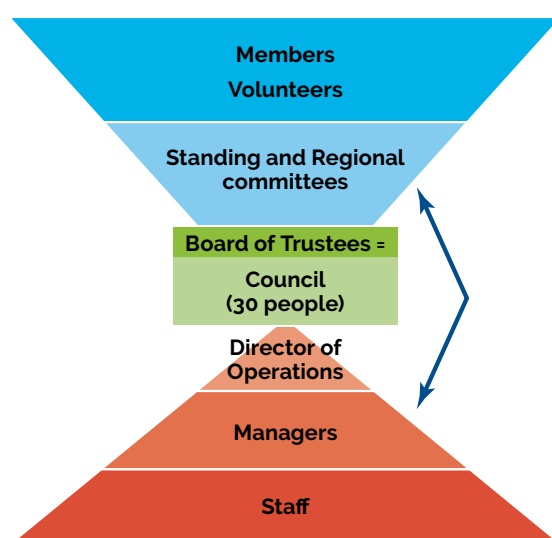 Members
Volunteers
Standing and Regional
committees
Board of Trustees =
Council
(30 people)
Director of
Operations
Managers
Staff